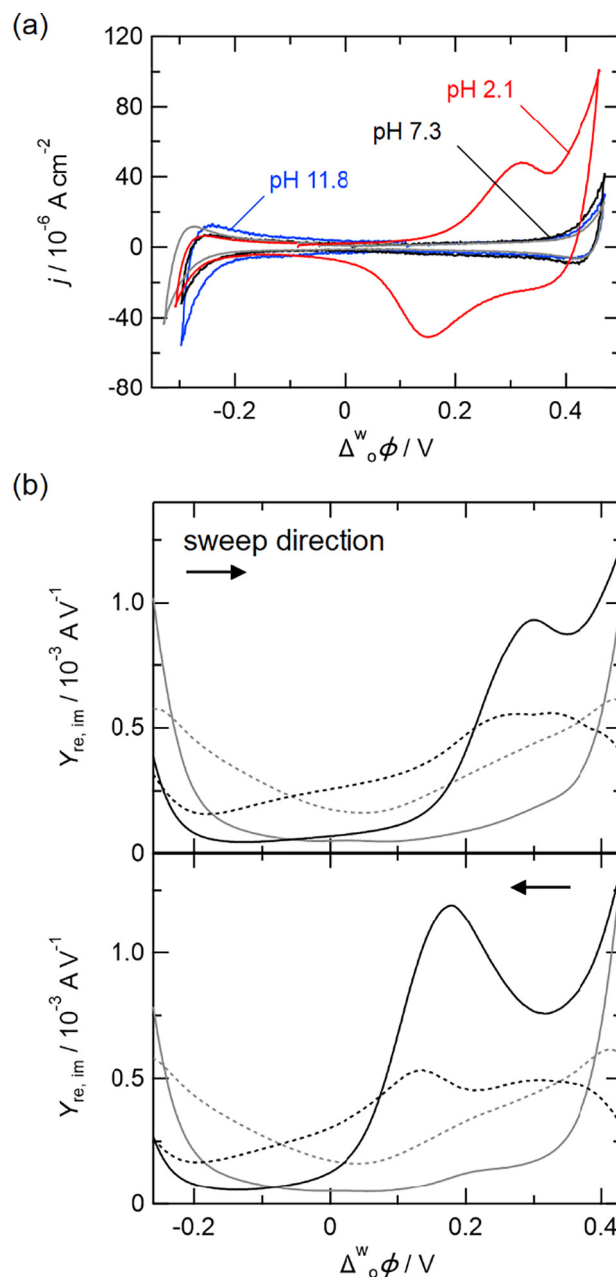 (a)
120
80
40
0
-40
-80
j / 10⁻⁶ A cm⁻²
pH 2.1
pH 7.3
pH 11.8
-0.2 0 0.2 0.4
Δʷₒϕ / V
(b)
sweep direction
1.0
0.5
0
Yre, im / 10⁻³ A V⁻¹
1.0
0.5
0
Yre, im / 10⁻³ A V⁻¹
-0.2 0 0.2 0.4
Δʷₒϕ / V